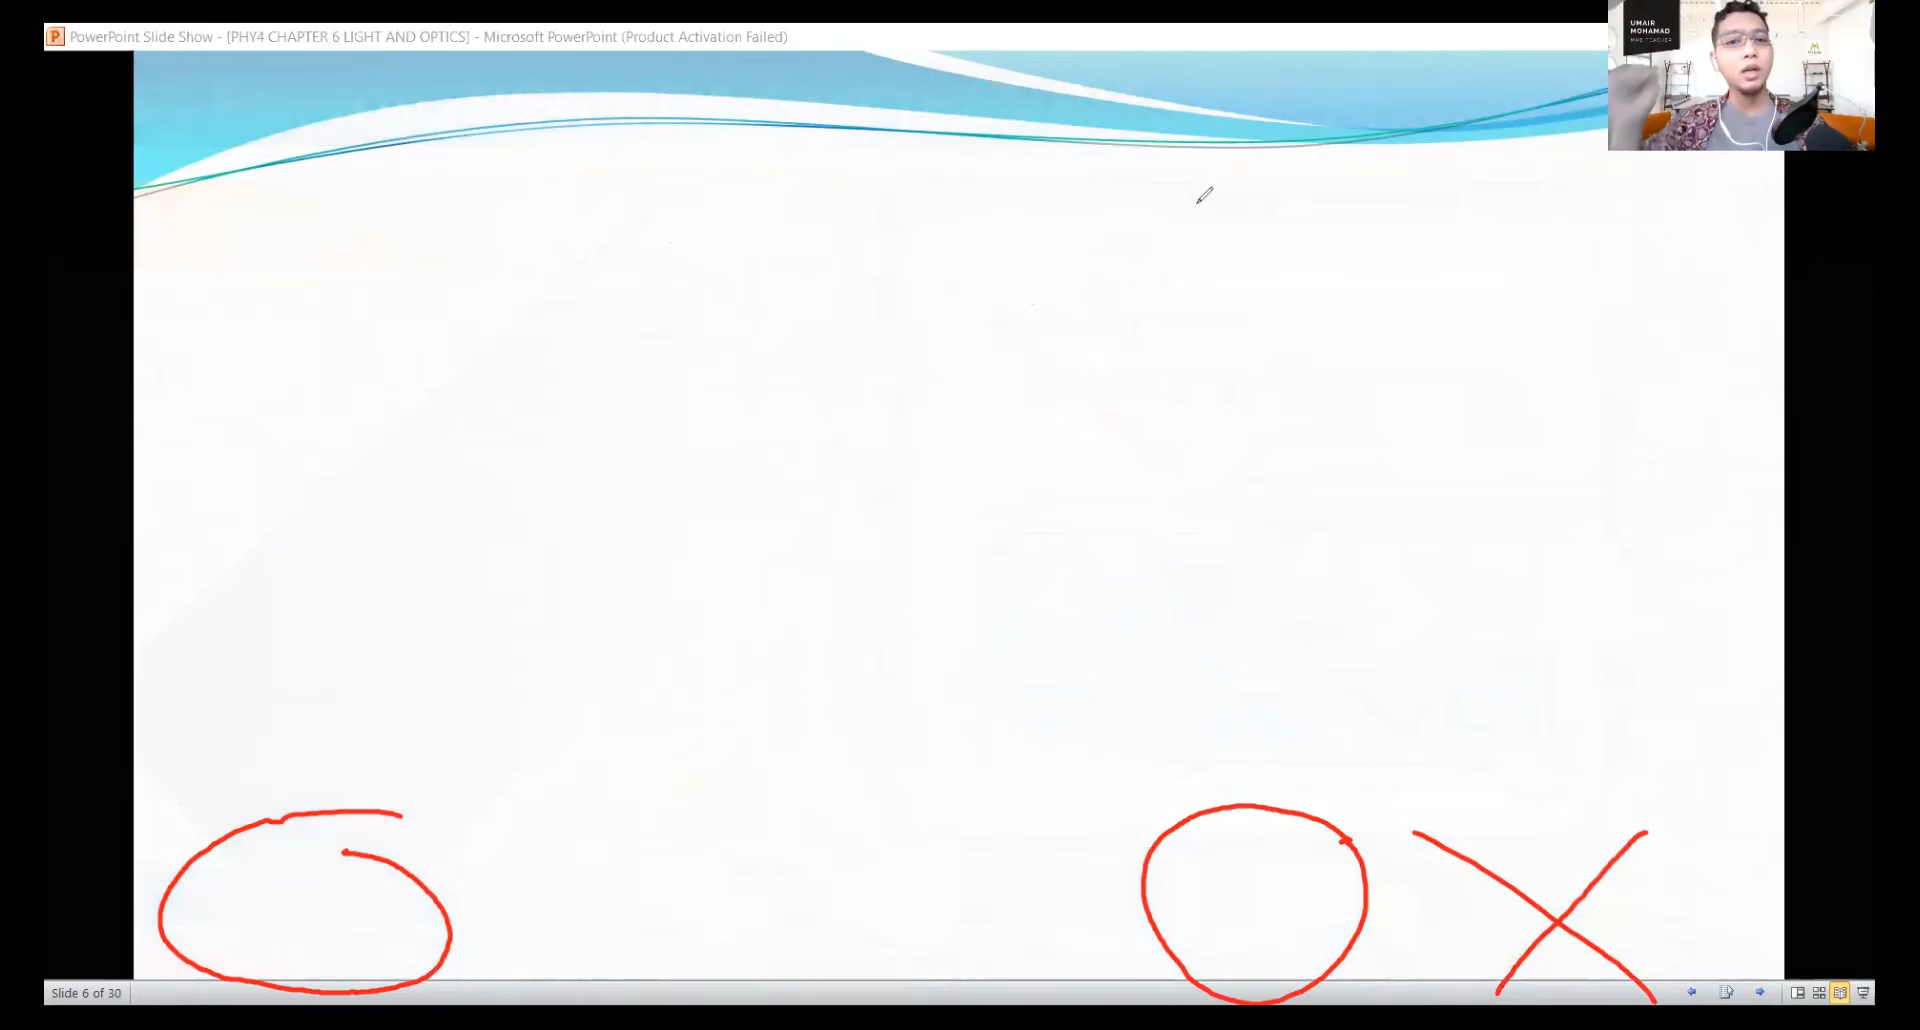 PowerPoint Slide Show - [PHY4 CHAPTER 6 LIGHT AND OPTICS] - Microsoft PowerPoint (Product Activation Failed)
UMAIR
MOHAMAD
Slide 6 of 30